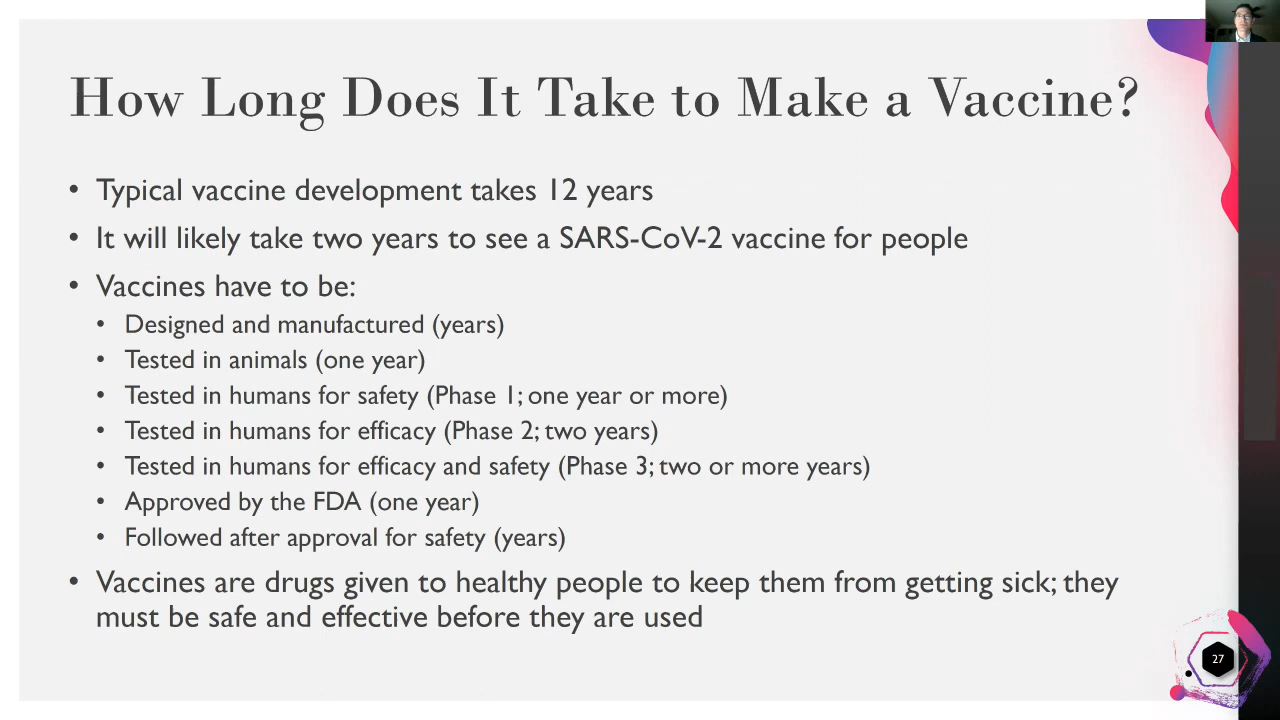 How Long Does It Take to Make a Vaccine?
• Typical vaccine development takes 12 years
• It will likely take two years to see a SARS-CoV-2 vaccine for people
• Vaccines have to be:
• Designed and manufactured (years)
• Tested in animals (one year)
• Tested in humans for safety (Phase 1; one year or more)
• Tested in humans for efficacy (Phase 2; two years)
• Tested in humans for efficacy and safety (Phase 3; two or more years)
• Approved by the FDA (one year)
• Followed after approval for safety (years)
• Vaccines are drugs given to healthy people to keep them from getting sick; they
must be safe and effective before they are used
27